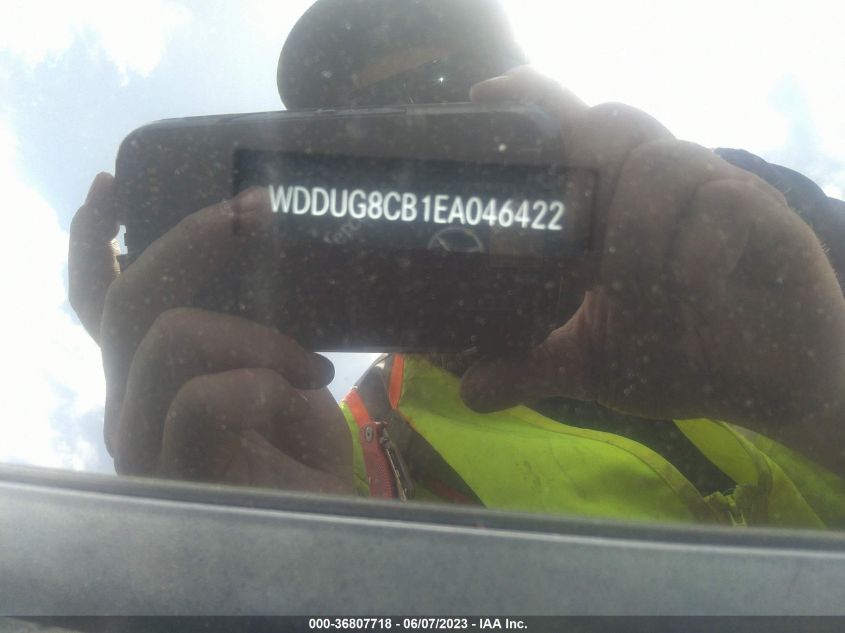 WDDUG8CB1EA046422
000-36807718 - 06/07/2023 - IAA Inc.